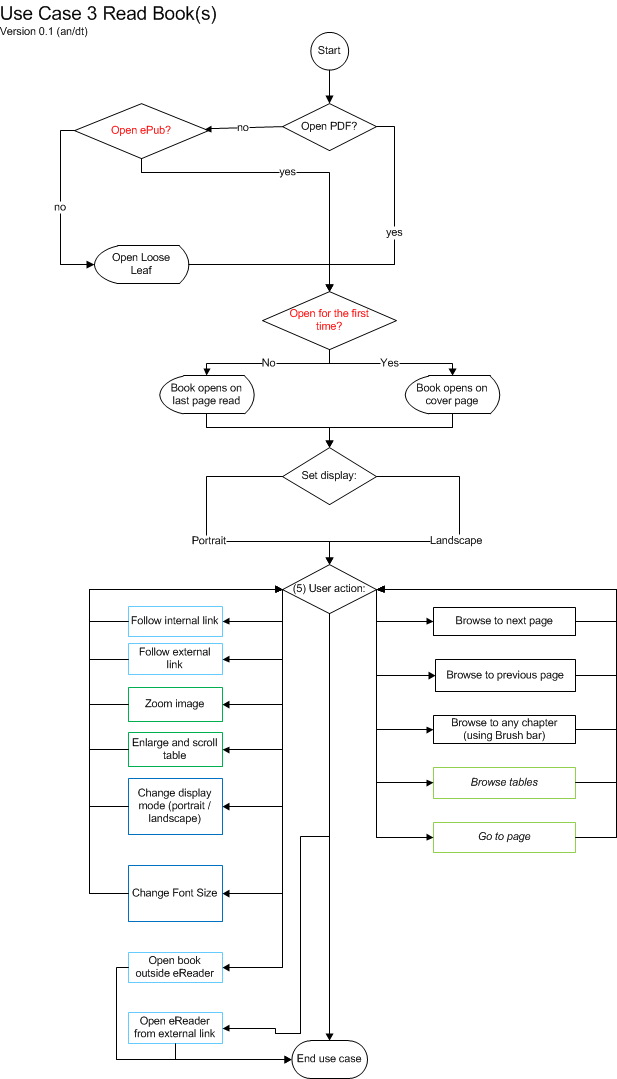 Use Case 3 Read Book(s)
Version 0.1 (an/dt)
Start
Open PDF?
no
Open ePub?
yes
no
yes
Open Loose
Leaf
Open for the first
time?
No
Yes
Book opens on
last page read
Book opens on
cover page
Set display:
Portrait
Landscape
(5) User action:
Follow internal link
Follow external
link
Zoom image
Enlarge and scroll
table
Change display
mode (portrait /
landscape)
Change Font Size
Open book
outside eReader
Open eReader
from external link
Browse to next page
Browse to previous page
Browse to any chapter
(using Brush bar)
Browse tables
Go to page
End use case